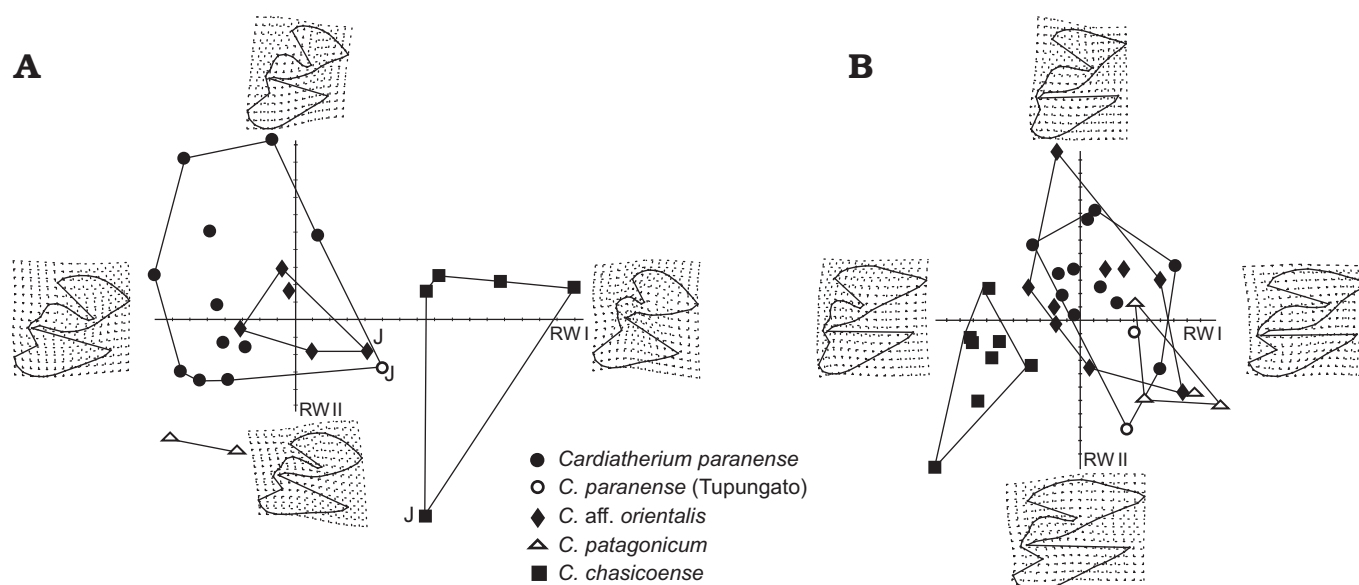 A
B
RW I
J
J
RW II
J
RW I
RW II
Cardiatherium paranense
C. paranense (Tupungato)
C. aff. orientalis
C. patagonicum
C. chasicoense